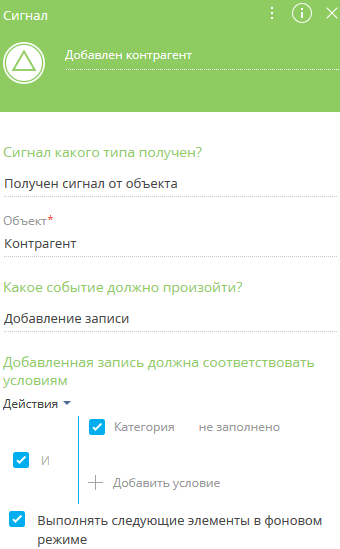 Сигнал
Добавлен контрагент
Сигнал какого типа получен?
Получен сигнал от объекта
Объект*
Контрагент
Какое событие должно произойти?
Добавление записи
Добавленная запись должна соответствовать
условиям
Действия
Категория не заполнено
И
Добавить условие
Выполнять следующие элементы в фоновом
режиме